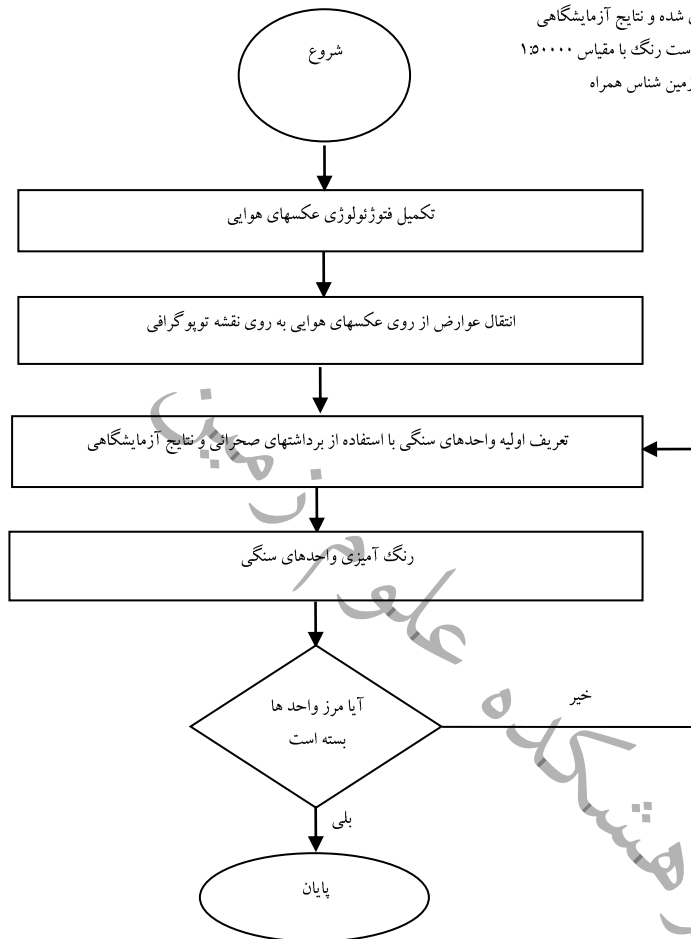 شده و نتایج آزمایشگاهی
ست رنگ با مقیاس ۱:۵۰۰۰۰
زمین شناس همراه
شروع
تکمیل فتوژئولوژی عکسهای هوایی
انتقال عوارض از روی عکسهای هوایی به روی نقشه توپوگرافی
تعریف اولیه واحدهای سنگی با استفاده از برداشتهای صحرائی و نتایج آزمایشگاهی
رنگ آمیزی واحدهای سنگی
آیا مرز واحد ها
بسته است
خیر
بلی
پایان
علوم زمین